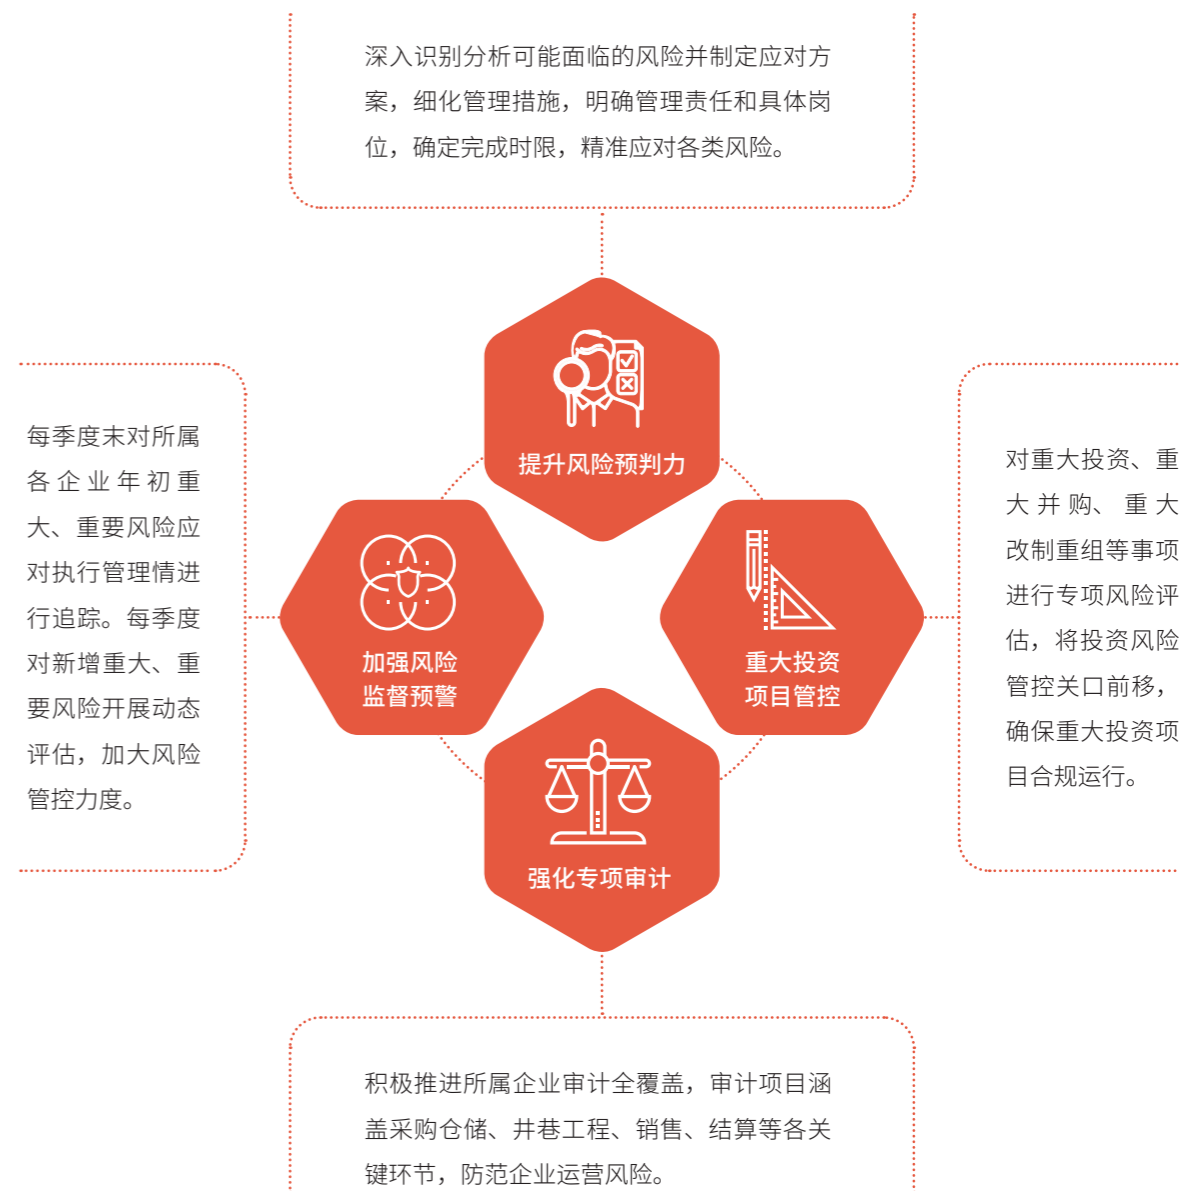 深入识别分析可能面临的风险并制定应对方
案，细化管理措施，明确管理责任和具体岗
位，确定完成时限，精准应对各类风险。
提升风险预判力
每季度末对所属
各企业年初重
大、重要风险应
对执行管理情进
行追踪。每季度
对新增重大、重
要风险开展动态
评估，加大风险
管控力度。
加强风险
监督预警
重大投资
项目管控
对重大投资、重
大并购、重大
改制重组等事项
进行专项风险评
估，将投资风险
管控关口前移，
确保重大投资项
目合规运行。
强化专项审计
积极推进所属企业审计全覆盖，审计项目涵
盖采购仓储、井巷工程、销售、结算等各关
键环节，防范企业运营风险。